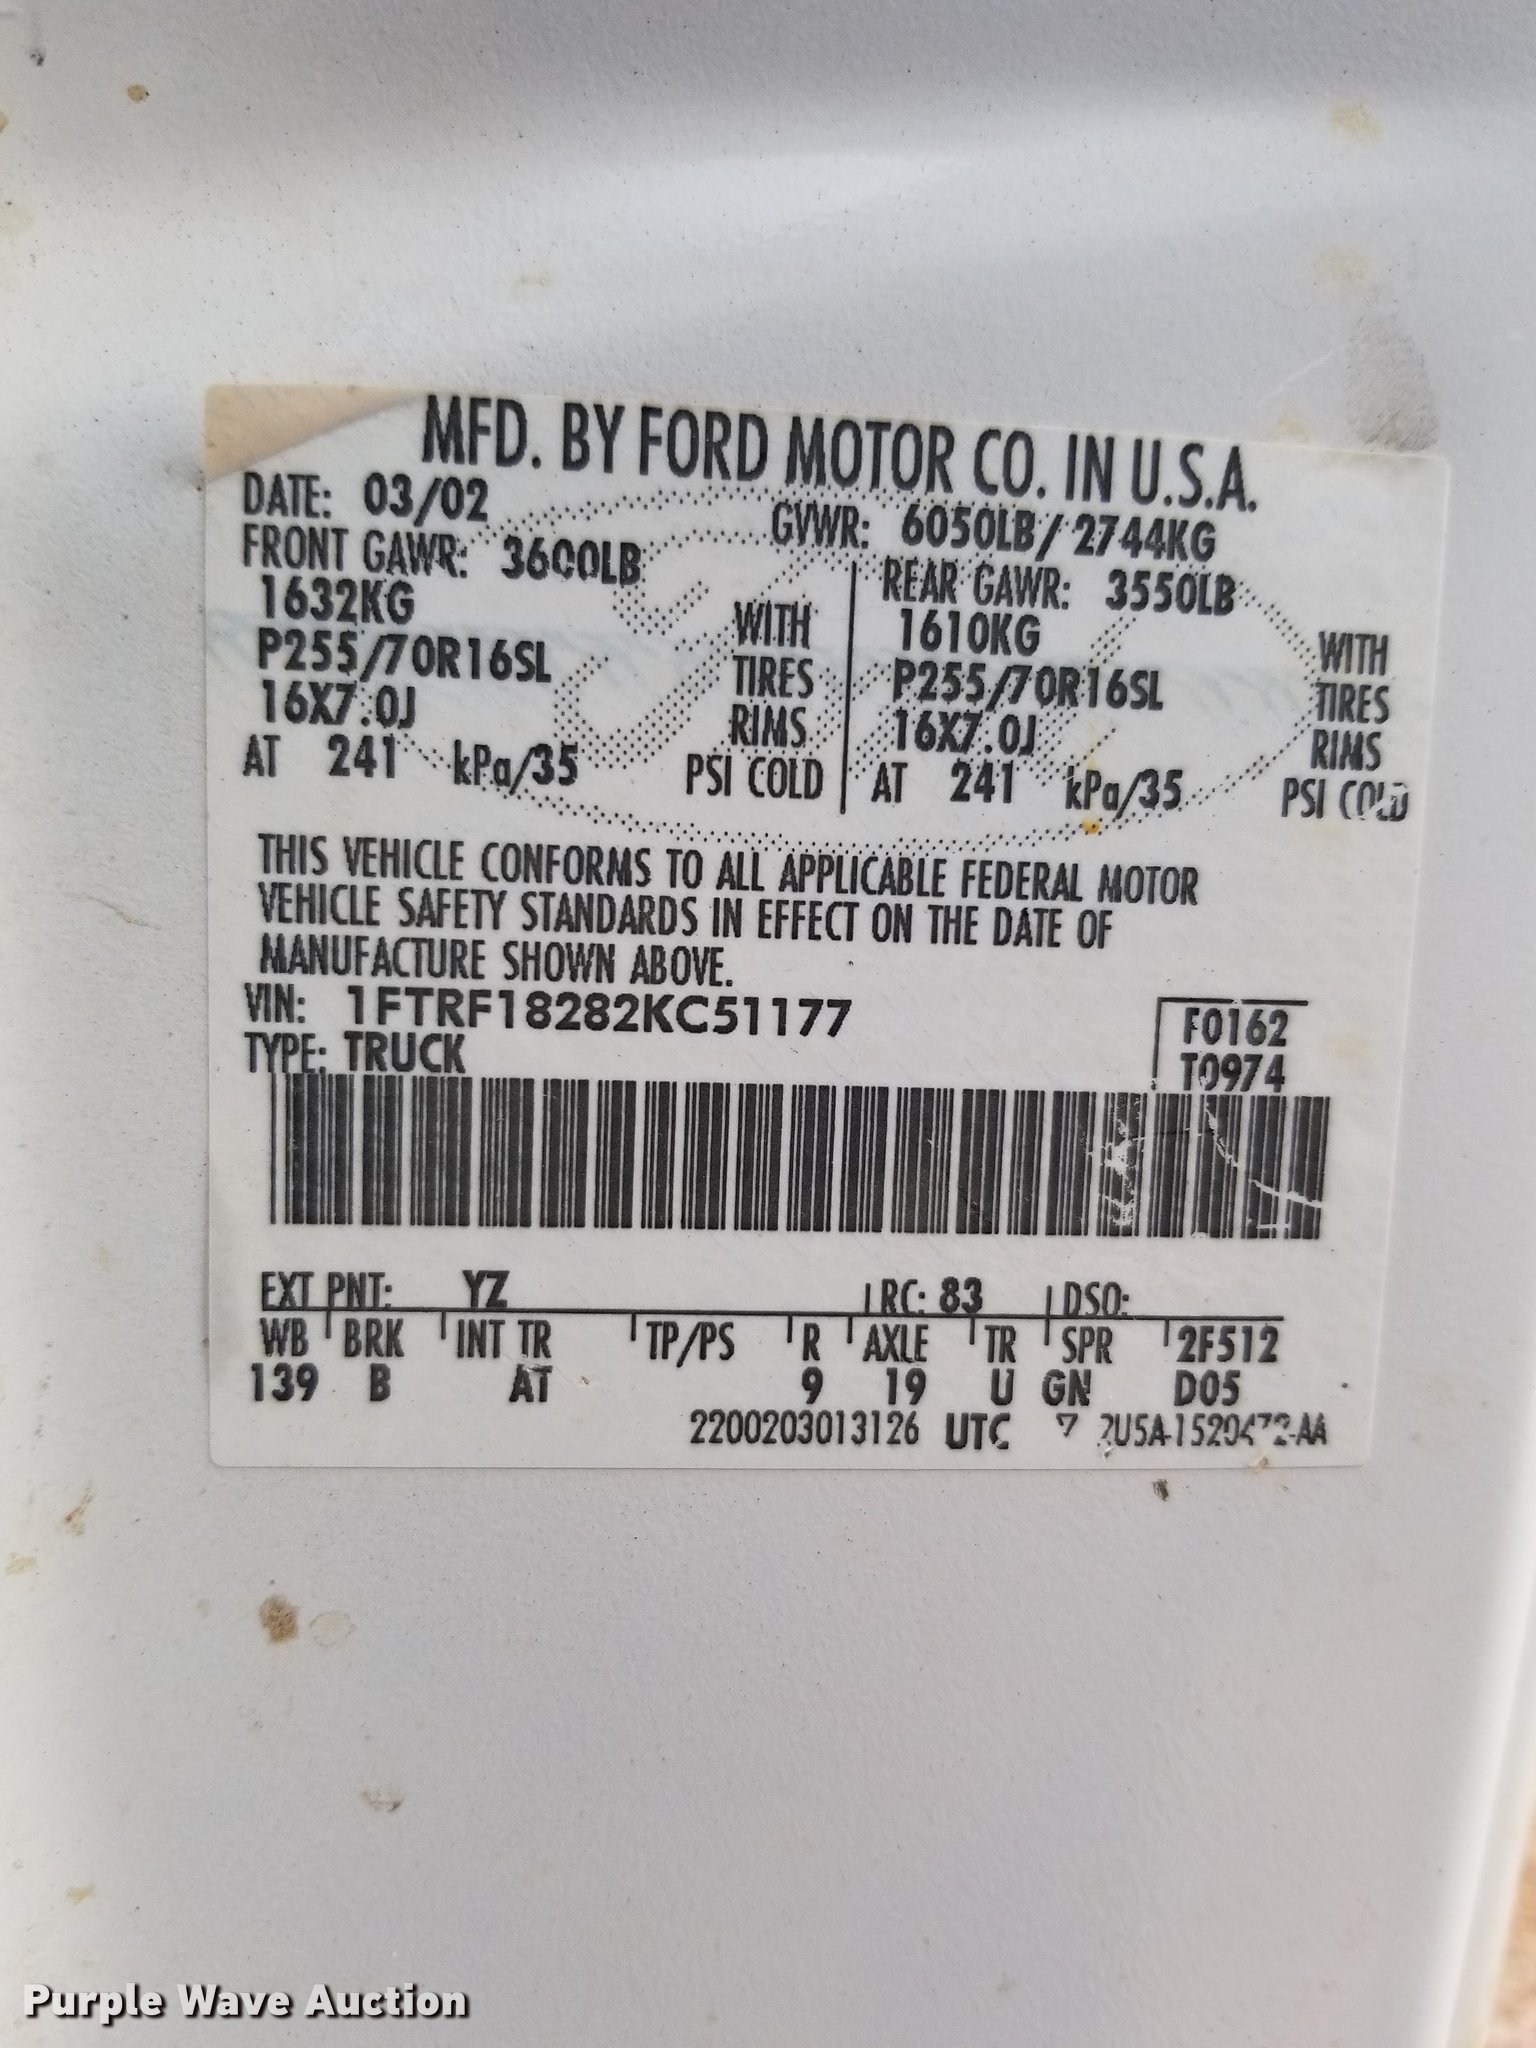 MFD. BY FORD MOTOR CO. IN U.S.A.
DATE: 03/02 GVWR: 6050LB/2744KG
FRONT GAWR: 3600LB REAR GAWR: 3550LB
1632KG WITH 1610KG WITH
P255/70R16SL TIRES P255/70R16SL TIRES
16X7.0J RIMS 16X7.0J RIMS
AT 241 kPa/35 PSI COLD AT 241 kPa/35 PSI COLD
THIS VEHICLE CONFORMS TO ALL APPLICABLE FEDERAL MOTOR
VEHICLE SAFETY STANDARDS IN EFFECT ON THE DATE OF
MANUFACTURE SHOWN ABOVE.
VIN: 1FTRF18282KC51177 F0162
TYPE: TRUCK T0974
EXT PNT: YZ RC: 83 DSO:
WB BRK INT TR TP/PS R AXLE TR SPR 2F512
139 B AT 9 19 U GN D05
2200203013126 UTC
Purple Wave Auction